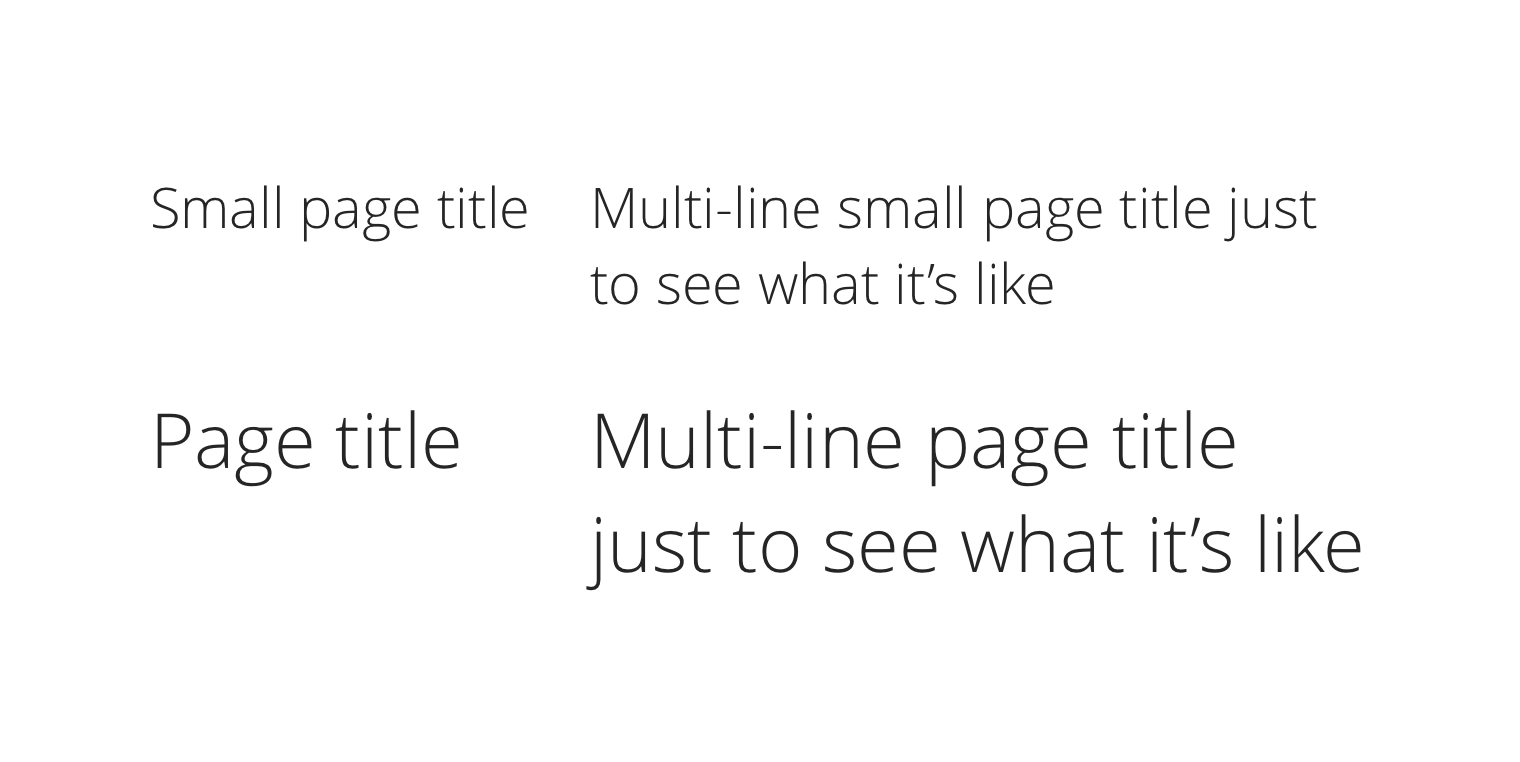 Small page title
Multi-line small page title just
to see what it’s like
Page title
Multi-line page title
just to see what it’s like